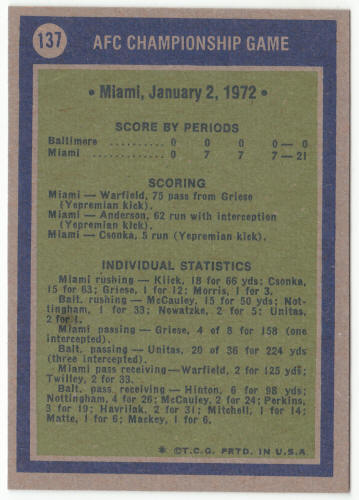 137
AFC CHAMPIONSHIP GAME
• Miami, January 2, 1972 •
SCORE BY PERIODS
Baltimore 0 0 0 0 — 0
Miami 0 7 7 7 — 21
SCORING
Miami — Warfield, 75 pass from Griese
(Yepremian kick).
Miami — Anderson, 62 run with interception
(Yepremian kick).
Miami — Csonka, 5 run (Yepremian kick).
INDIVIDUAL STATISTICS
Miami rushing — Kiick, 18 for 66 yds; Csonka,
15 for 63; Griese, 1 for 12; Morris, 1 for 3.
Balt. rushing — McCauley, 15 for 50 yds; Not-
tingham, 1 for 33; Nowatzke, 2 for 5; Unitas,
2 for 1.
Miami passing — Griese, 4 of 8 for 158 (one
intercepted).
Balt. passing — Unitas, 20 of 36 for 224 yds
(three intercepted).
Miami pass receiving — Warfield, 2 for 125 yds;
Twilley, 2 for 33.
Balt. pass receiving — Hinton, 6 for 98 yds;
Nottingham, 4 for 26; McCauley, 2 for 24; Perkins,
3 for 19; Havrilak, 2 for 31; Mitchell, 1 for 14;
Matte, 1 for 6; Mackey, 1 for 6.
* ©T.C.G. PRTD. IN U.S.A